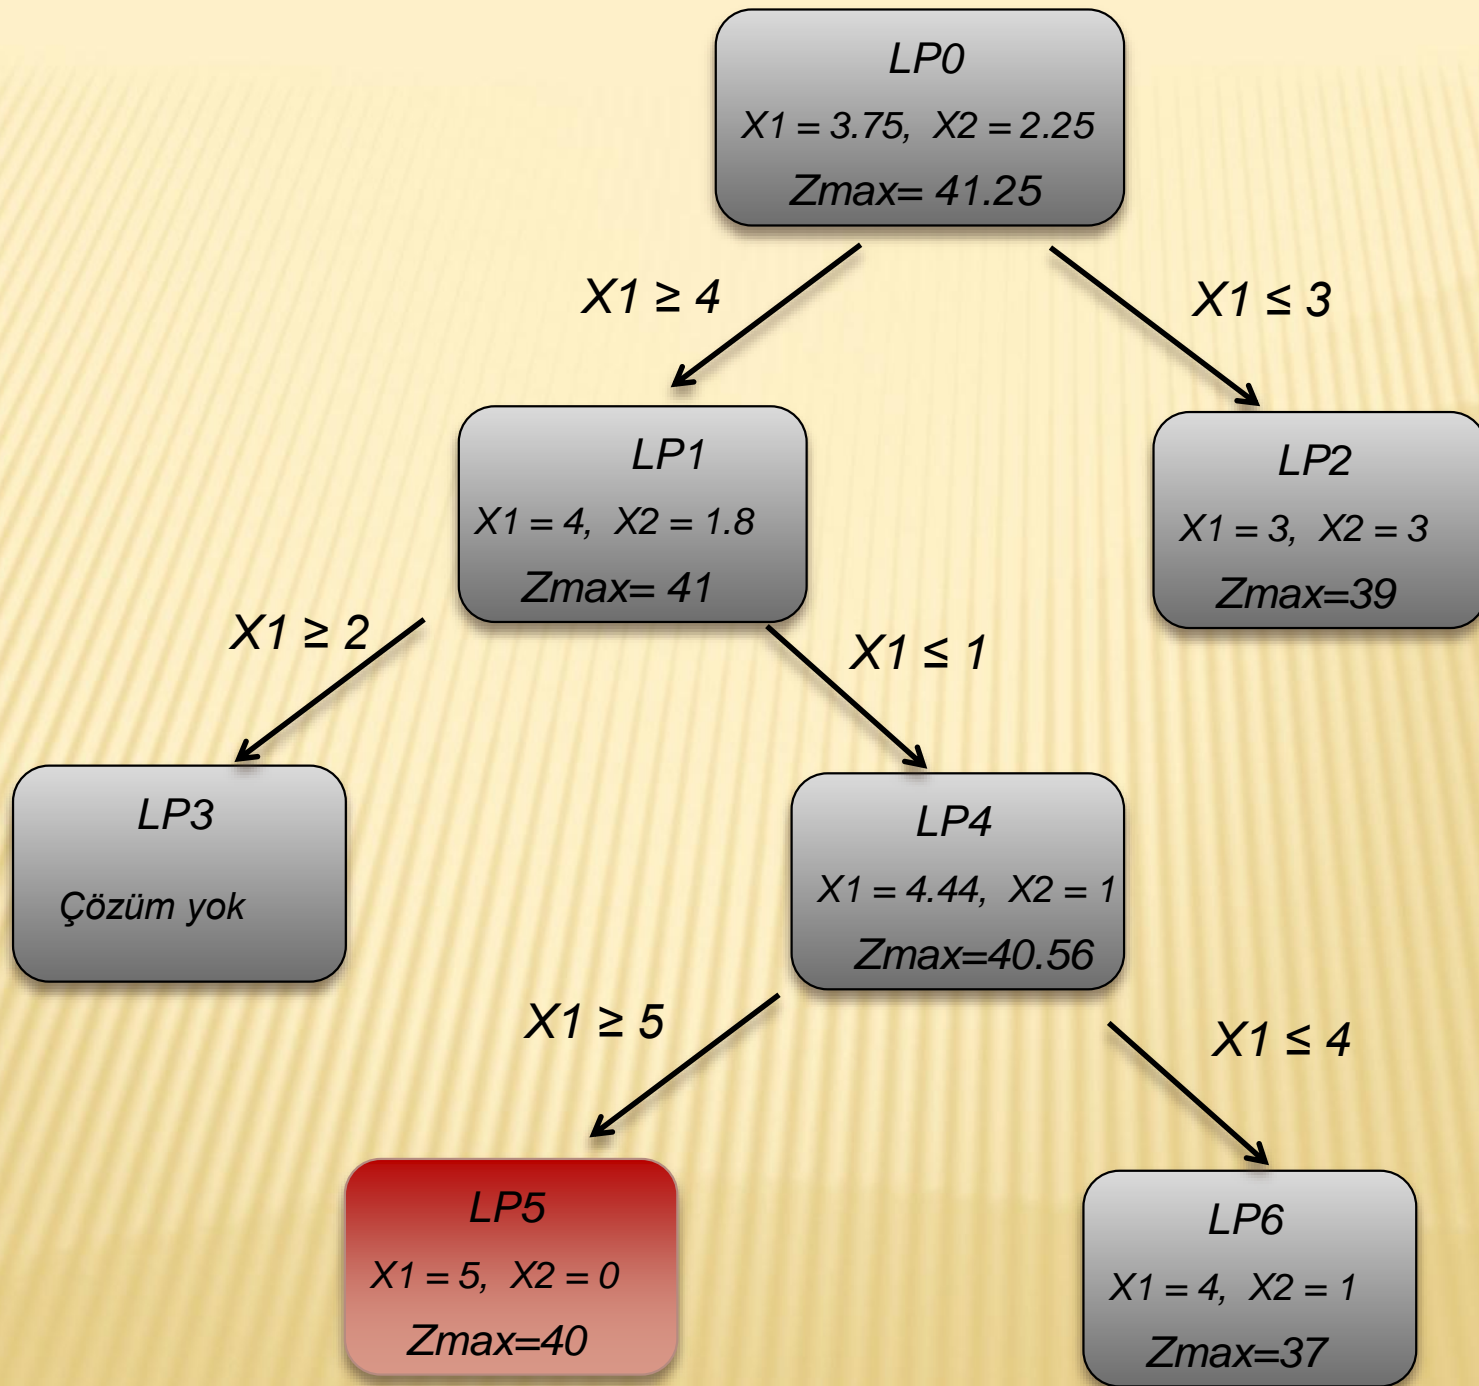 LP0
X1 = 3.75, X2 = 2.25
Zmax= 41.25
X1 ≥ 4
X1 ≤ 3
LP1
X1 = 4, X2 = 1.8
Zmax= 41
LP2
X1 = 3, X2 = 3
Zmax=39
X1 ≥ 2
X1 ≤ 1
LP3
Çözüm yok
LP4
X1 = 4.44, X2 = 1
Zmax=40.56
X1 ≥ 5
X1 ≤ 4
LP5
X1 = 5, X2 = 0
Zmax=40
LP6
X1 = 4, X2 = 1
Zmax=37